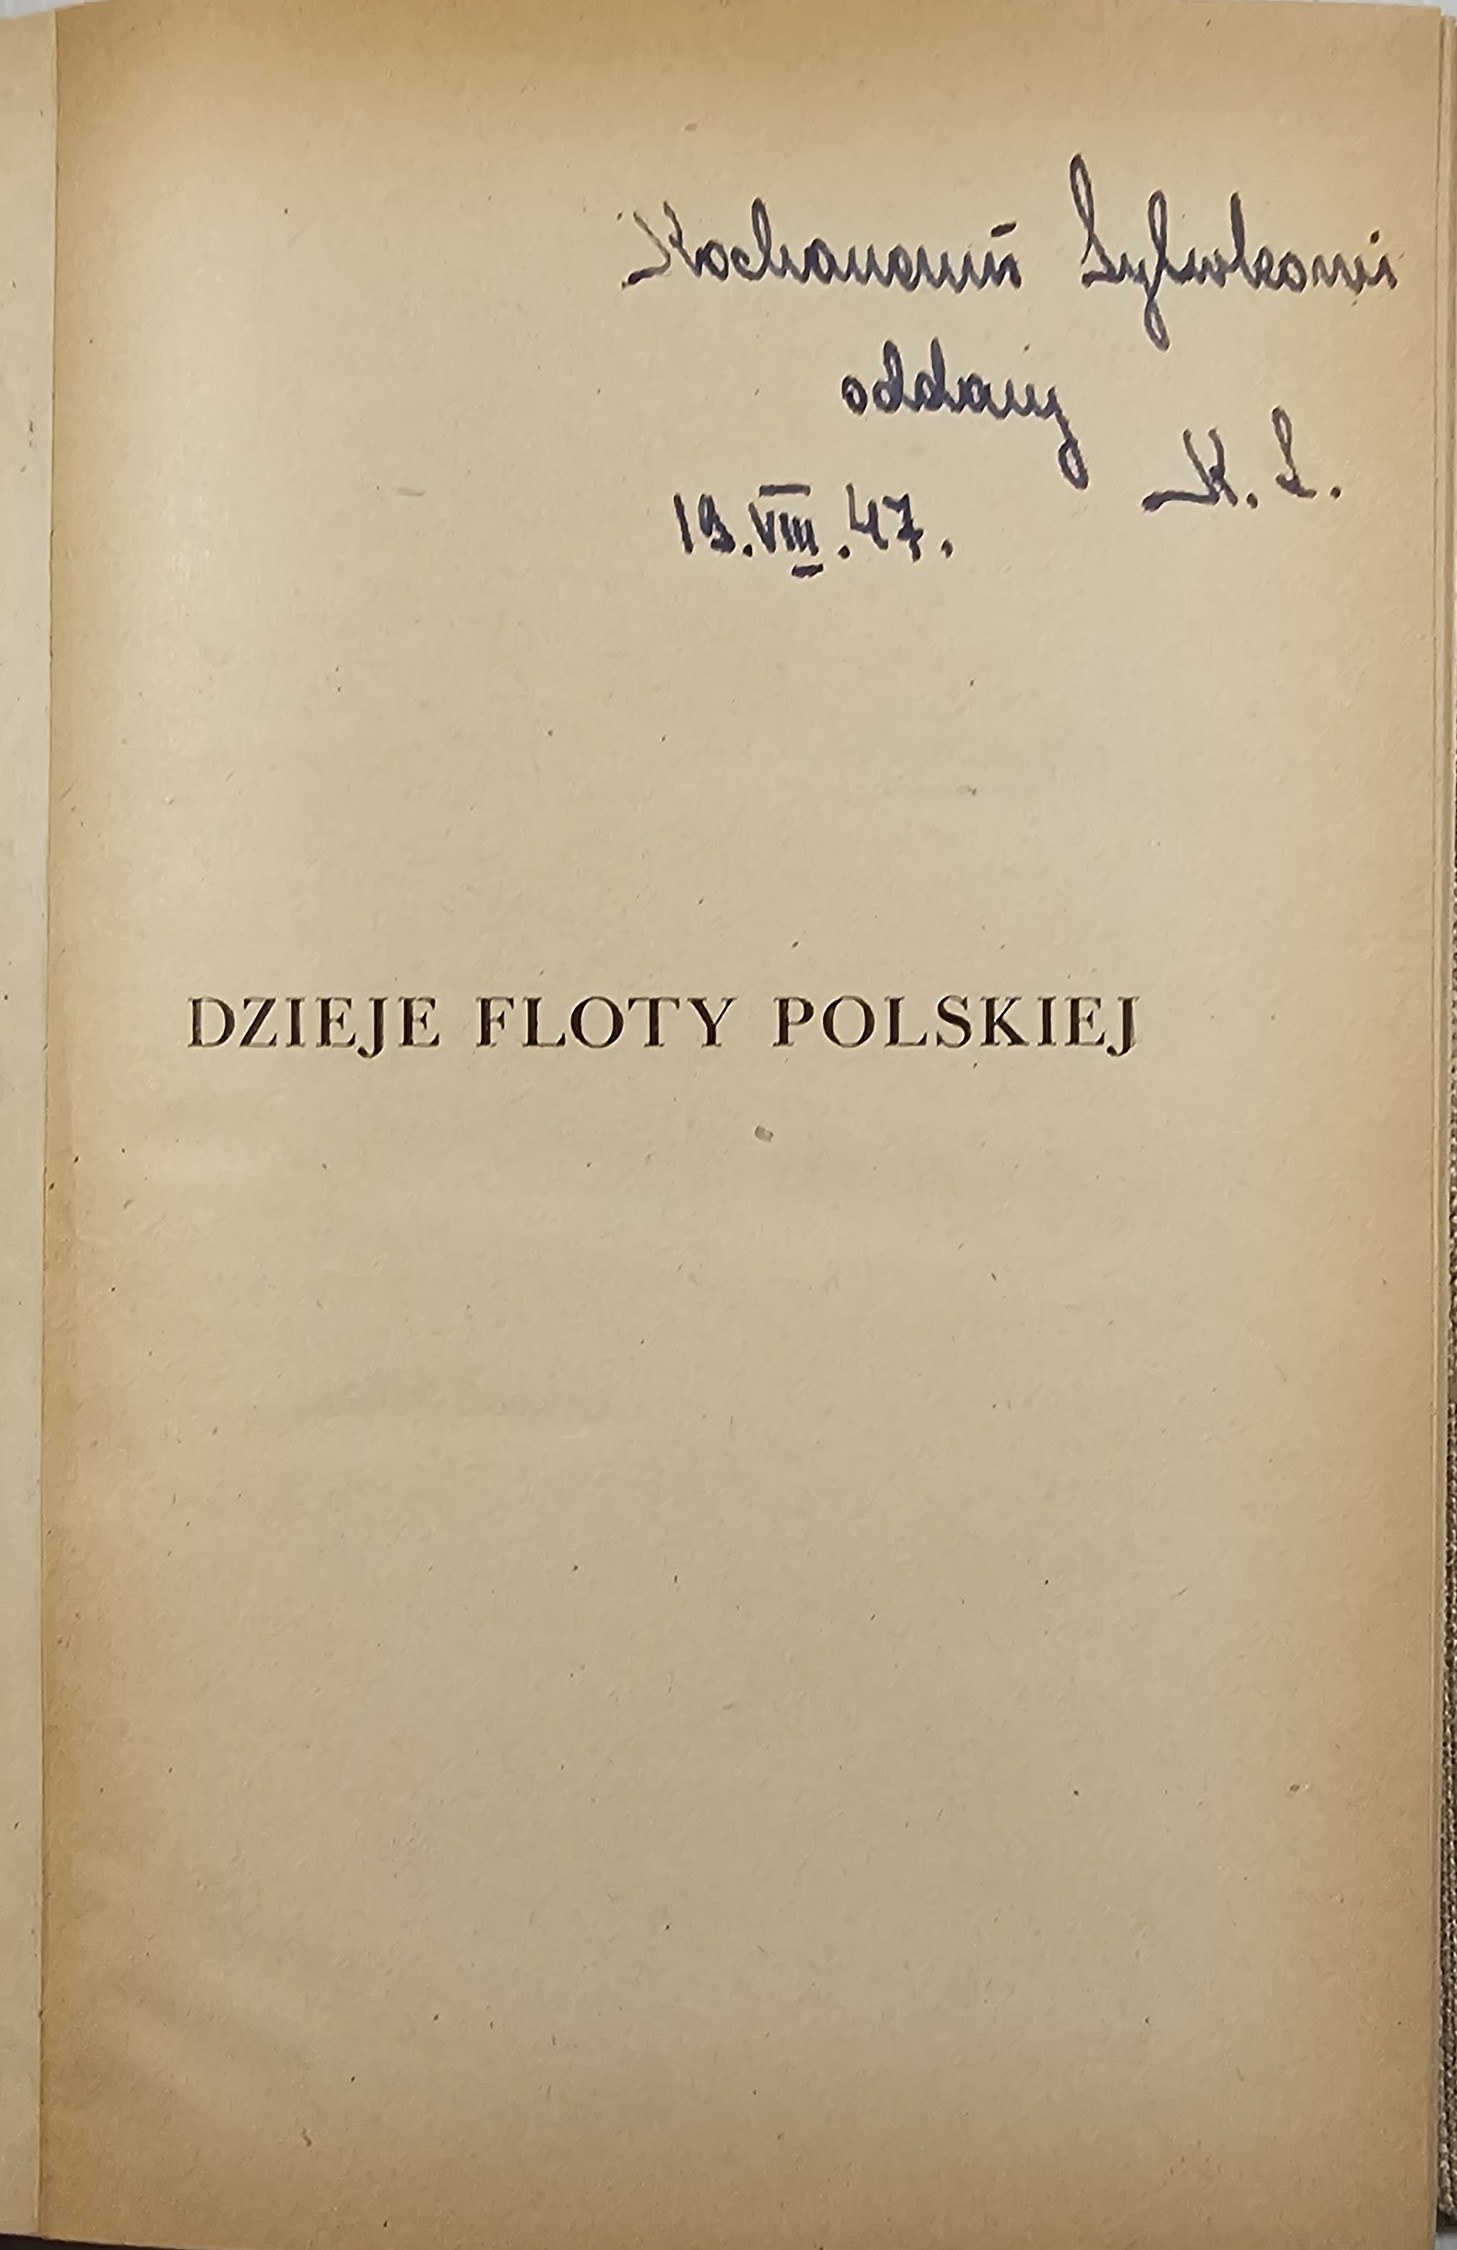 Kochanemu Sylwkowi
oddany
K. L.
19.VIII.47.
DZIEJE FLOTY POLSKIEJ